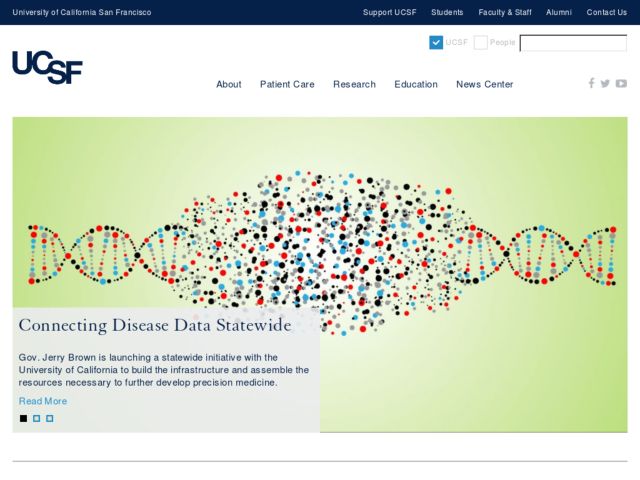 University of California San Francisco
Support UCSF Students Faculty & Staff Alumni Contact Us
UCSF People
UCSF
About Patient Care Research Education News Center
Connecting Disease Data Statewide
Gov. Jerry Brown is launching a statewide initiative with the
University of California to build the infrastructure and assemble the
resources necessary to further develop precision medicine.
Read More